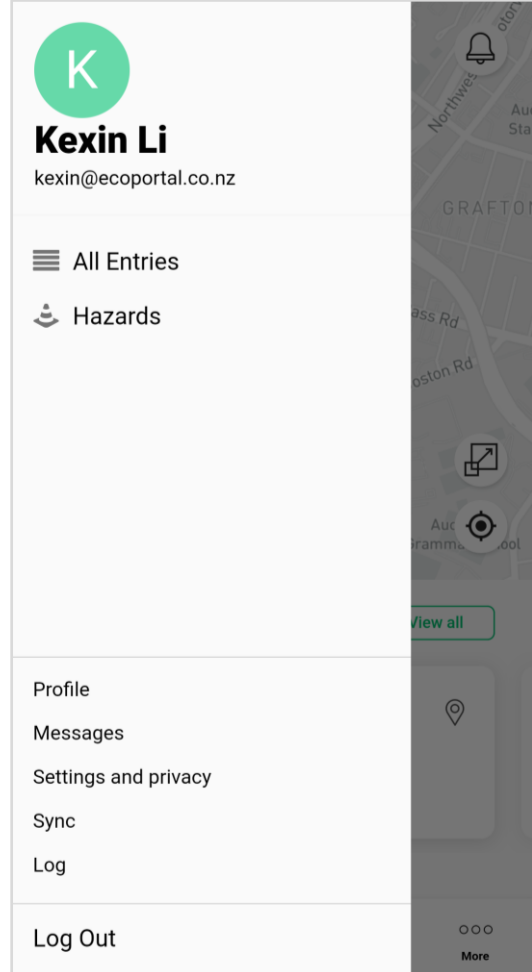 K
Kexin Li
kexin@ecoportal.co.nz
All Entries
Hazards
Profile
Messages
Settings and privacy
Sync
Log
Log Out
GRAFTON
View all
More